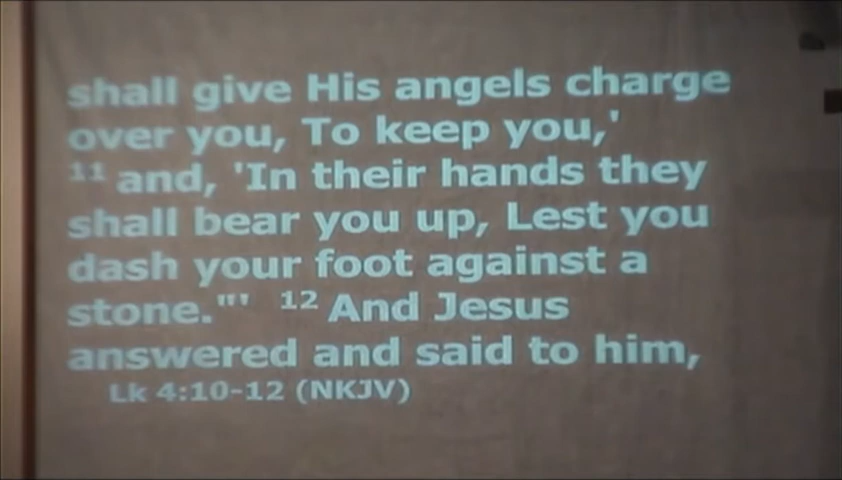 shall give His angels charge
over you, To keep you,'
11 and, 'In their hands they
shall bear you up, Lest you
dash your foot against a
stone."' 12 And Jesus
answered and said to him,
Lk 4:10-12 (NKJV)